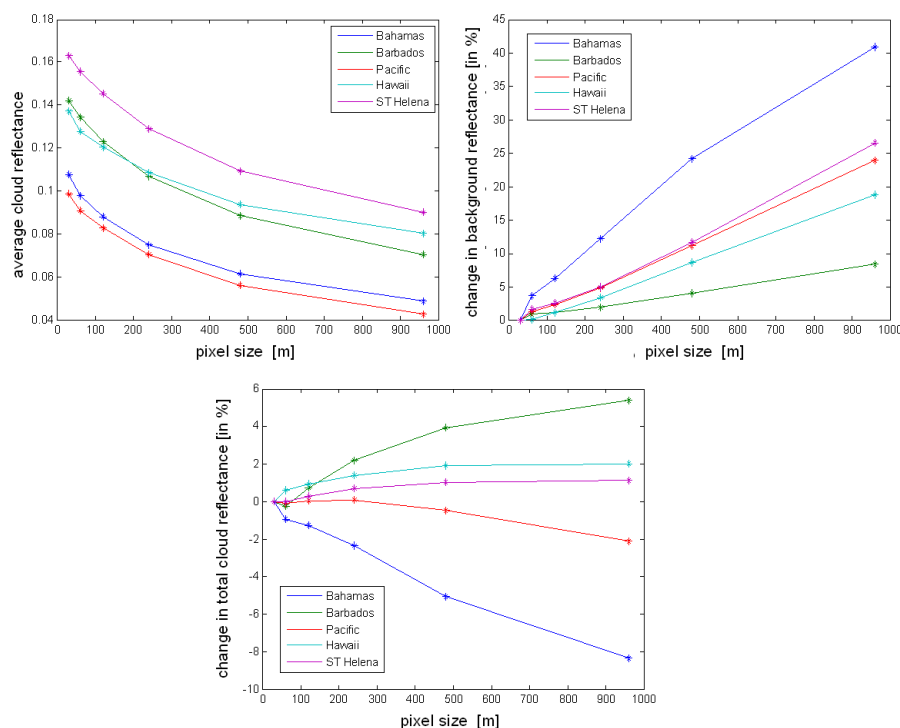 average cloud reflectance
0.18
0.16
0.14
0.12
0.1
0.08
0.06
0.04
0 100 200 300 400 500 600 700 800 900 1000
pixel size [m]
Bahamas
Barbados
Pacific
Hawaii
ST Helena
change in background reflectance [in %]
45
40
35
30
25
20
15
10
5
0
0 100 200 300 400 500 600 700 800 900 1000
pixel size [m]
Bahamas
Barbados
Pacific
Hawaii
ST Helena
change in total cloud reflectance [in %]
6
4
2
0
-2
-4
-6
-8
-10
0 100 200 300 400 500 600 700 800 900 1000
pixel size [m]
Bahamas
Barbados
Pacific
Hawaii
ST Helena